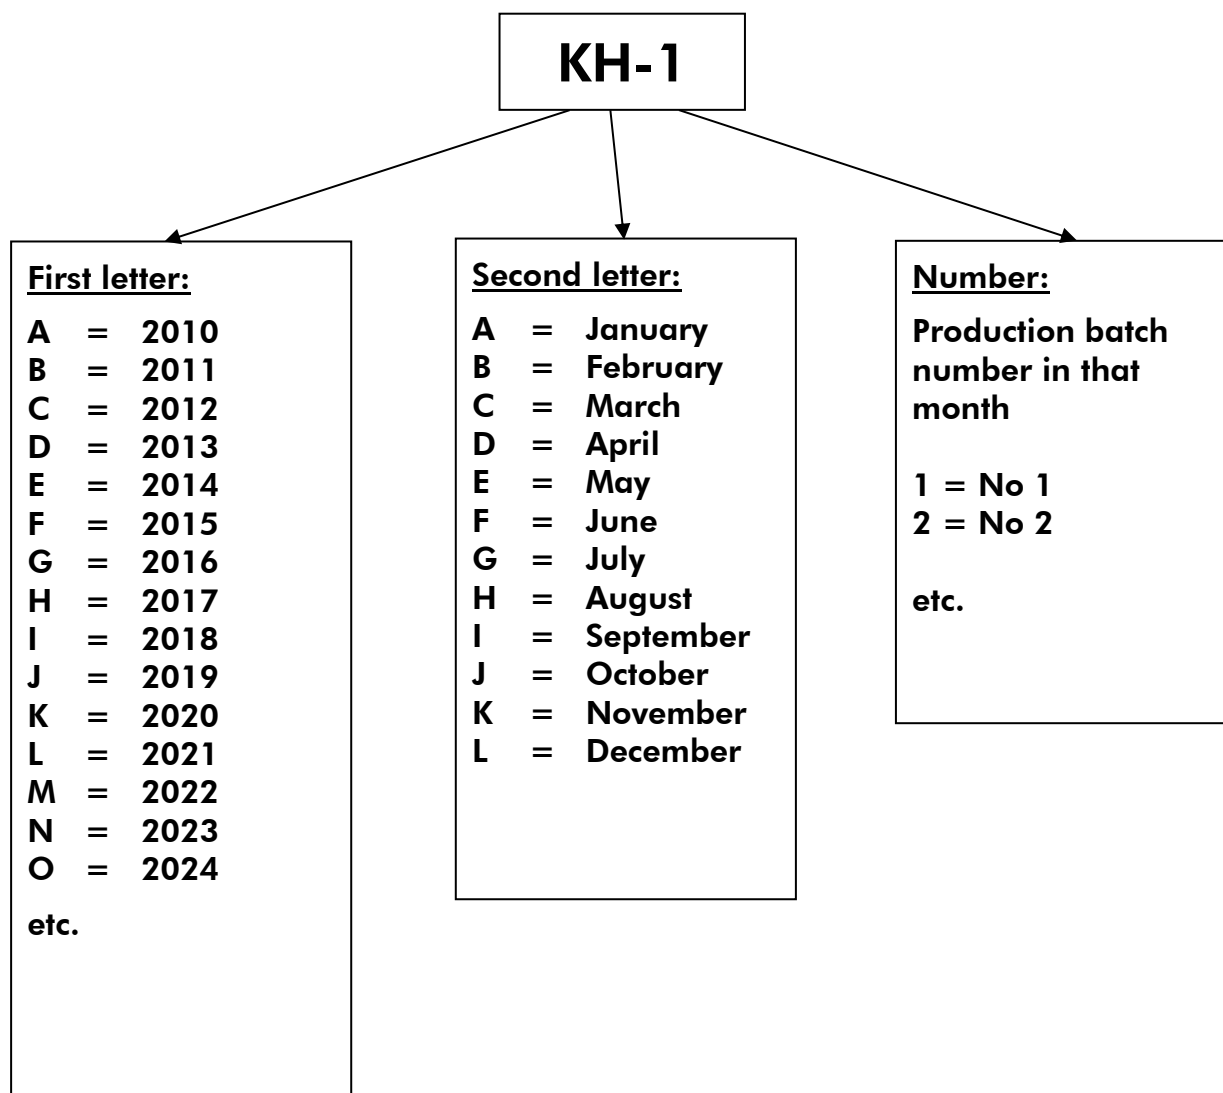 KH-1
First letter:
A = 2010
B = 2011
C = 2012
D = 2013
E = 2014
F = 2015
G = 2016
H = 2017
I = 2018
J = 2019
K = 2020
L = 2021
M = 2022
N = 2023
O = 2024
etc.
Second letter:
A = January
B = February
C = March
D = April
E = May
F = June
G = July
H = August
I = September
J = October
K = November
L = December
Number:
Production batch
number in that
month
1 = No 1
2 = No 2
etc.